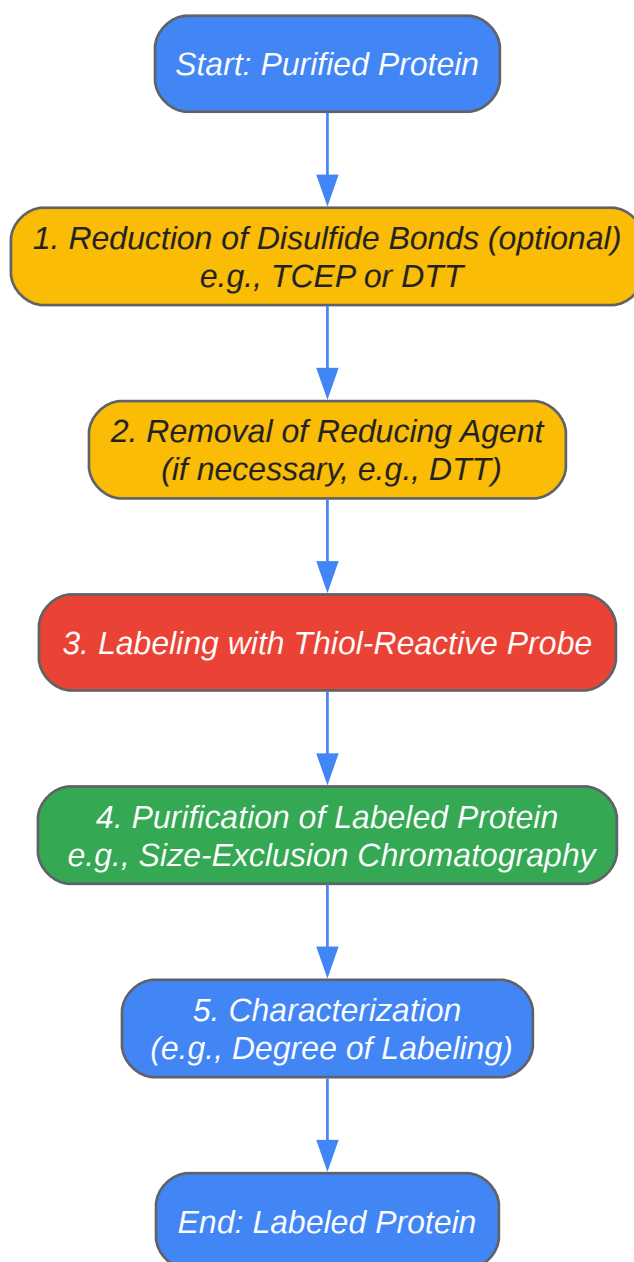 Start: Purified Protein
1. Reduction of Disulfide Bonds (optional)
e.g., TCEP or DTT
2. Removal of Reducing Agent
(if necessary, e.g., DTT)
3. Labeling with Thiol-Reactive Probe
4. Purification of Labeled Protein
e.g., Size-Exclusion Chromatography
5. Characterization
(e.g., Degree of Labeling)
End: Labeled Protein